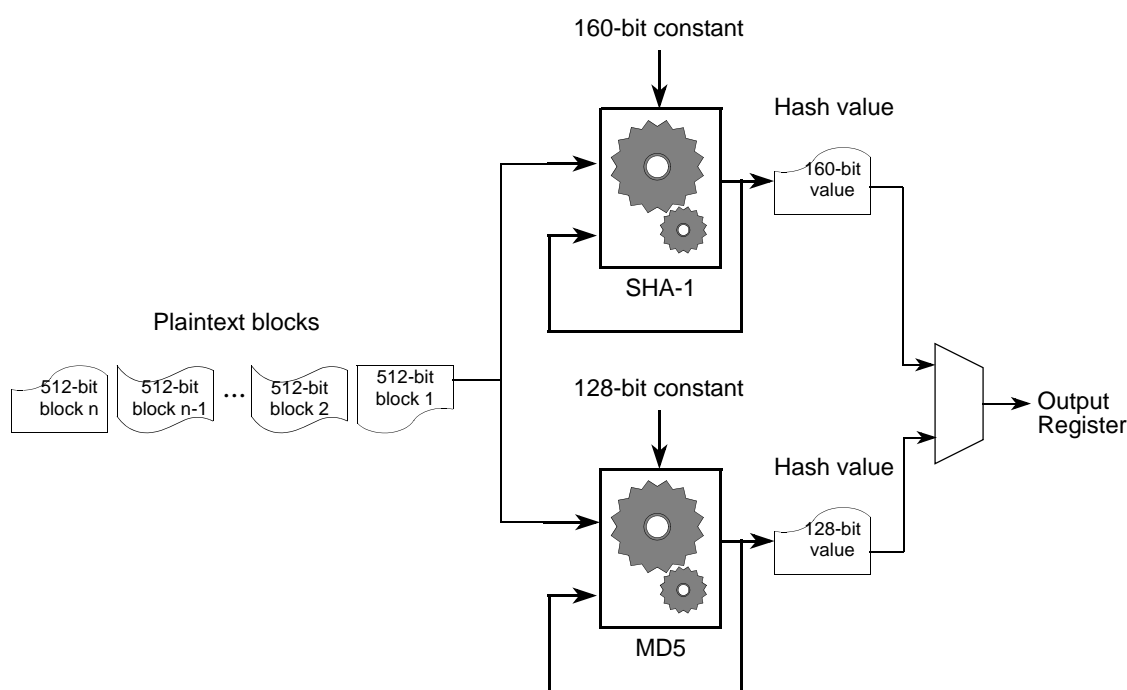 160-bit constant
Hash value
160-bit
value
SHA-1
Plaintext blocks
512-bit
block n
512-bit
block n-1
...
512-bit
block 2
512-bit
block 1
128-bit constant
Output
Register
Hash value
128-bit
value
MD5